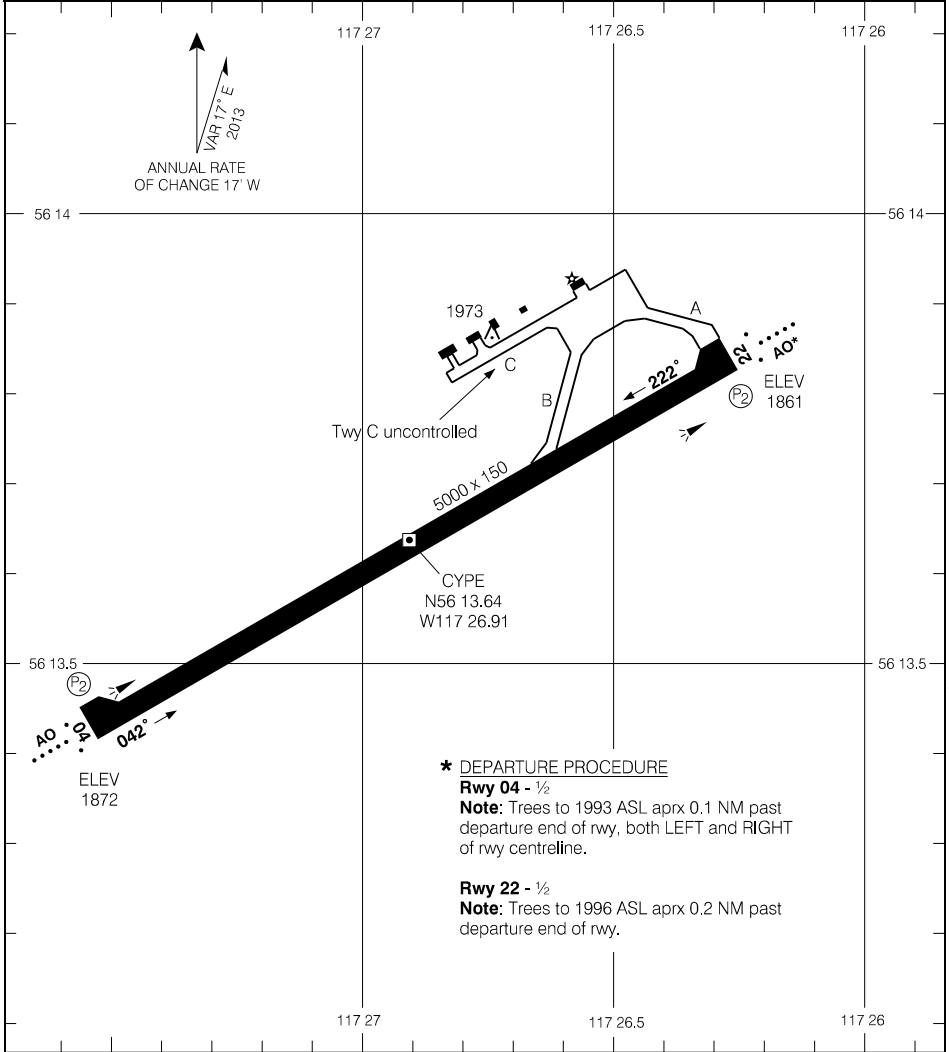 117 27
117 26.5
117 26
VAR 17° E
2013
ANNUAL RATE
OF CHANGE 17' W
56 14
56 14
1973
A
C
B
22
AO*
222°
P2
ELEV
1861
Twy C uncontrolled
5000 x 150
CYPE
N56 13.64
W117 26.91
56 13.5
56 13.5
P2
AO
04
042°
ELEV
1872
* DEPARTURE PROCEDURE
Rwy 04 - ½
Note: Trees to 1993 ASL aprx 0.1 NM past
departure end of rwy, both LEFT and RIGHT
of rwy centreline.
Rwy 22 - ½
Note: Trees to 1996 ASL aprx 0.2 NM past
departure end of rwy.
117 27
117 26.5
117 26